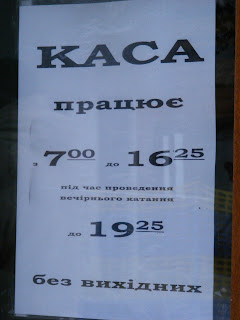 КАСА
працює
з 7⁰⁰ до 16²⁵
під час проведення
вечірнього катання
до 19²⁵
без вихідних